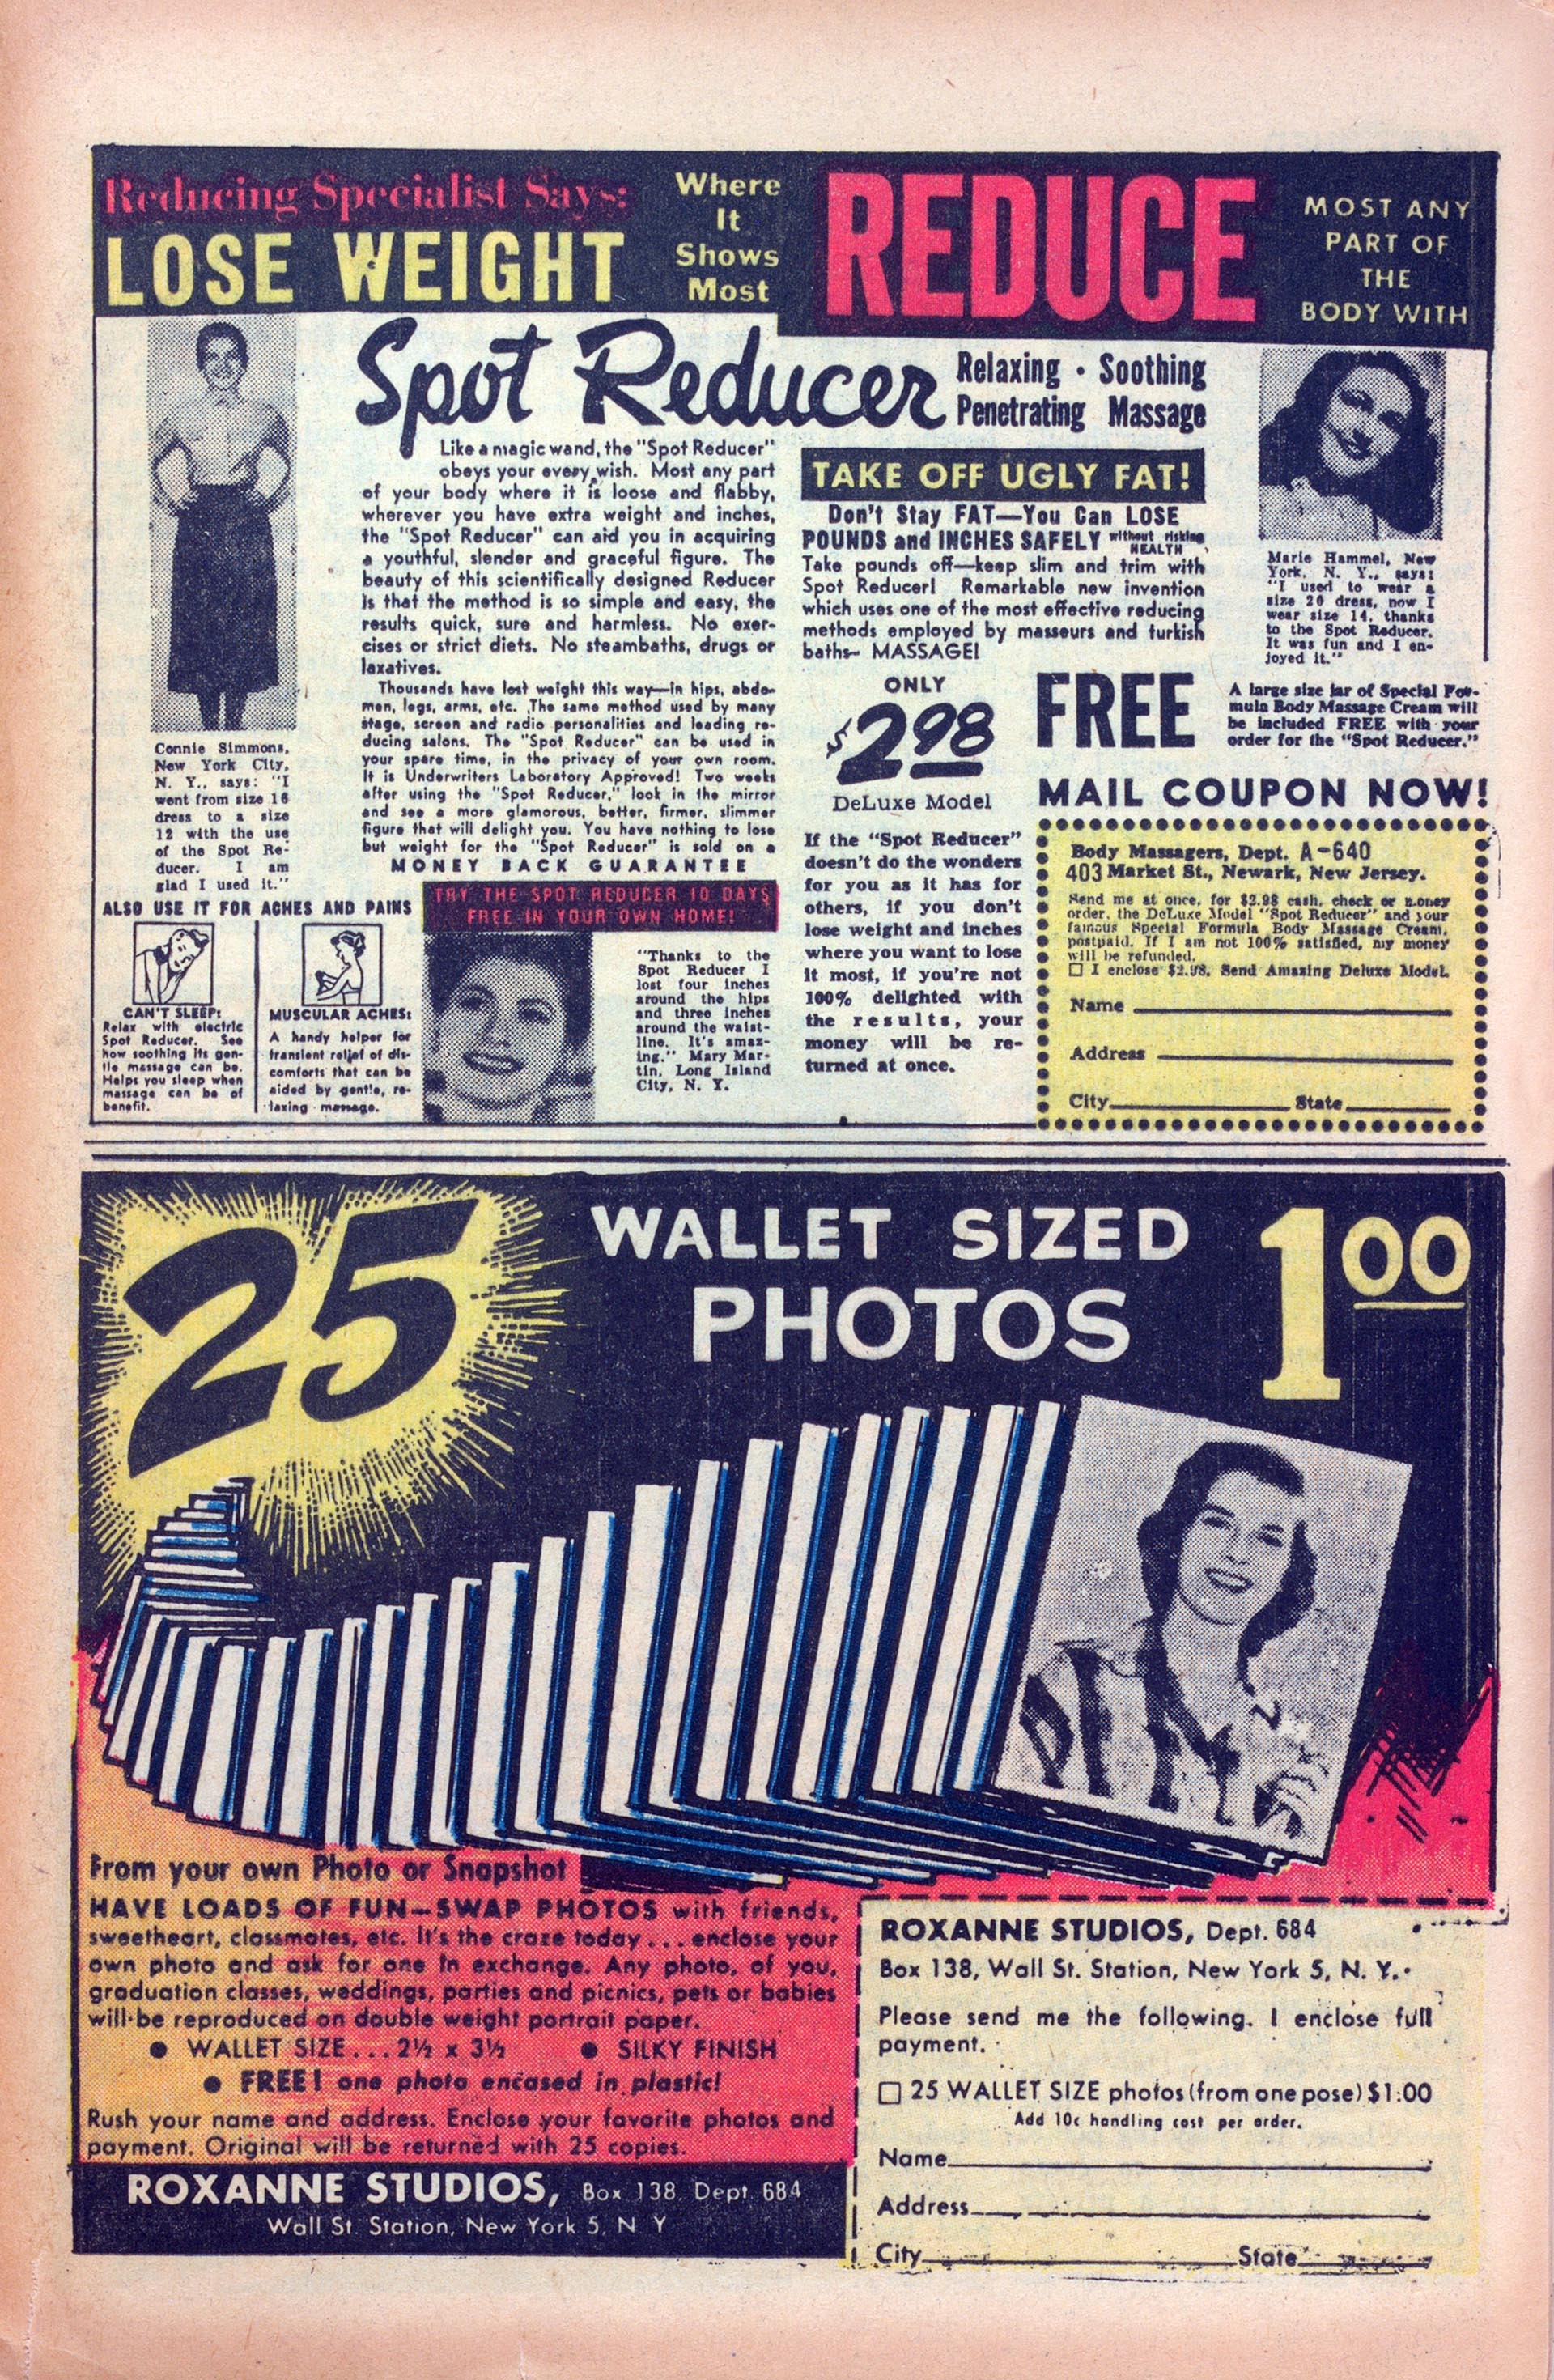 Reducing Specialist Says:
LOSE WEIGHT
Where
It
Shows
Most
REDUCE
MOST ANY
PART OF
THE
BODY WITH
Spot Reducer
Relaxing · Soothing
Penetrating Massage
Like a magic wand, the "Spot Reducer"
obeys your every wish. Most any part
of your body where it is loose and flabby,
wherever you have extra weight and inches,
the "Spot Reducer" can aid you in acquiring
a youthful, slender and graceful figure. The
beauty of this scientifically designed Reducer
is that the method is so simple and easy, the
results quick, sure and harmless. No exer-
cises or strict diets. No steambaths, drugs or
laxatives.
Thousands have lost weight this way—in hips, abdo-
men, legs, arms, etc. The same method used by many
stage, screen and radio personalities and leading re-
ducing salons. The "Spot Reducer" can be used in
your spare time, in the privacy of your own room.
It is Underwriters Laboratory Approved! Two weeks
after using the "Spot Reducer," look in the mirror
and see a more glamorous, better, firmer, slimmer
figure that will delight you. You have nothing to lose
but weight for the "Spot Reducer" is sold on a
MONEY BACK GUARANTEE
Connie Simmons,
New York City,
N. Y., says: "I
went from size 16
dress to a size
12 with the use
of the Spot Re-
ducer. I am
glad I used it."
ALSO USE IT FOR ACHES AND PAINS
CAN'T SLEEP:
Relax with electric
Spot Reducer. See
how soothing its gen-
tle massage can be.
Helps you sleep when
massage can be of
benefit.
MUSCULAR ACHES:
A handy helper for
transient relief of dis-
comforts that can be
aided by gentle, re-
laxing massage.
TRY THE SPOT REDUCER 10 DAYS
FREE IN YOUR OWN HOME!
"Thanks to the
Spot Reducer I
lost four inches
around the hips
and three inches
around the waist-
line. It's amaz-
ing." Mary Mar-
tin, Long Island
City, N. Y.
TAKE OFF UGLY FAT!
Don't Stay FAT—You Can LOSE
POUNDS and INCHES SAFELY without risking
HEALTH
Take pounds off—keep slim and trim with
Spot Reducer! Remarkable new invention
which uses one of the most effective reducing
methods employed by masseurs and turkish
baths— MASSAGE!
Marie Hammel, New
York, N. Y., says:
"I used to wear a
size 20 dress, now I
wear size 14, thanks
to the Spot Reducer.
It was fun and I en-
joyed it."
ONLY
$2.98
DeLuxe Model
If the "Spot Reducer"
doesn't do the wonders
for you as it has for
others, if you don't
lose weight and inches
where you want to lose
it most, if you're not
100% delighted with
the results, your
money will be re-
turned at once.
FREE
A large size jar of Special For-
mula Body Massage Cream will
be included FREE with your
order for the "Spot Reducer."
MAIL COUPON NOW!
Body Massagers, Dept. A-640
403 Market St., Newark, New Jersey.
Send me at once, for $2.98 cash, check or money
order, the DeLuxe Model "Spot Reducer" and your
famous Special Formula Body Massage Cream,
postpaid. If I am not 100% satisfied, my money
will be refunded.
☐ I enclose $2.98. Send Amazing Deluxe Model.
Name
Address
City State
25
WALLET SIZED
PHOTOS
1 00
From your own Photo or Snapshot
HAVE LOADS OF FUN—SWAP PHOTOS with friends,
sweetheart, classmates, etc. It's the craze today . . . enclose your
own photo and ask for one in exchange. Any photo, of you,
graduation classes, weddings, parties and picnics, pets or babies
will be reproduced on double weight portrait paper.
● WALLET SIZE . . . 2½ x 3½ ● SILKY FINISH
● FREE! one photo encased in plastic!
Rush your name and address. Enclose your favorite photos and
payment. Original will be returned with 25 copies.
ROXANNE STUDIOS, Box 138, Dept. 684
Wall St. Station, New York 5, N Y
ROXANNE STUDIOS, Dept. 684
Box 138, Wall St. Station, New York 5, N. Y.
Please send me the following. I enclose full
payment.
☐ 25 WALLET SIZE photos (from one pose) $1.00
Add 10c handling cost per order.
Name
Address
City State